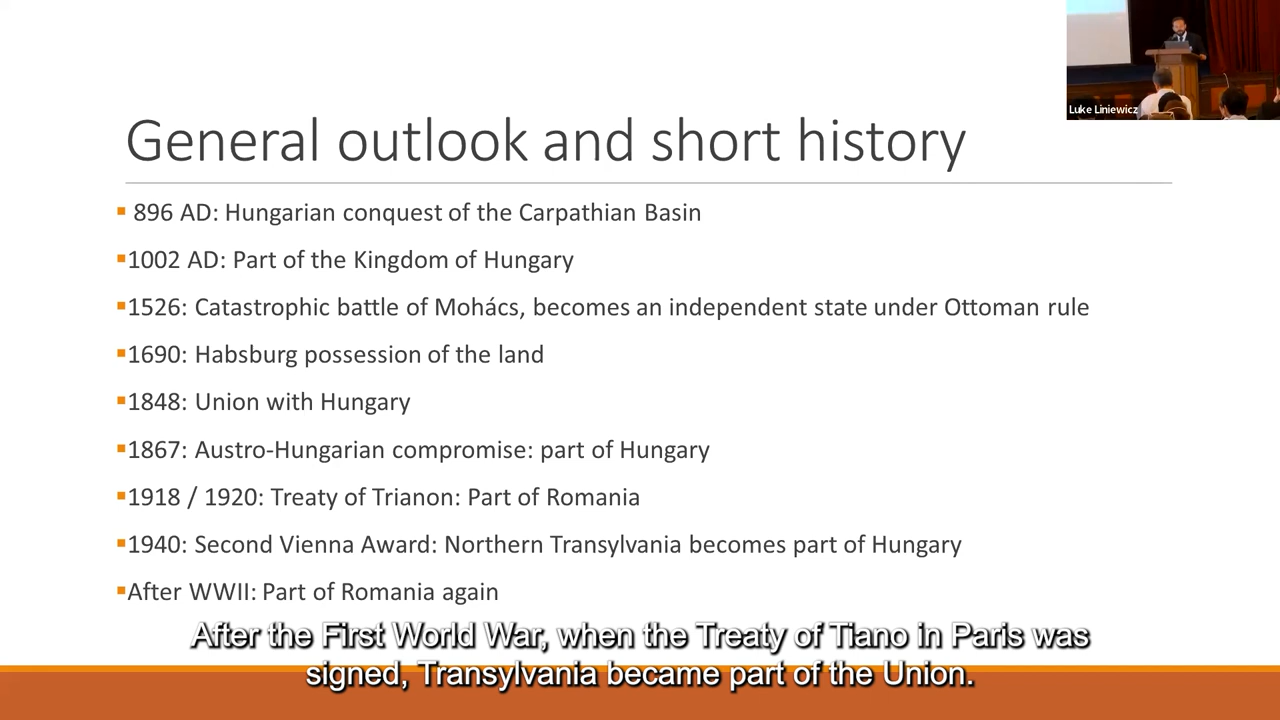 Luke Liniewicz
General outlook and short history
896 AD: Hungarian conquest of the Carpathian Basin
1002 AD: Part of the Kingdom of Hungary
1526: Catastrophic battle of Mohács, becomes an independent state under Ottoman rule
1690: Habsburg possession of the land
1848: Union with Hungary
1867: Austro-Hungarian compromise: part of Hungary
1918 / 1920: Treaty of Trianon: Part of Romania
1940: Second Vienna Award: Northern Transylvania becomes part of Hungary
After WWII: Part of Romania again
After the First World War, when the Treaty of Tiano in Paris was
signed, Transylvania became part of the Union.